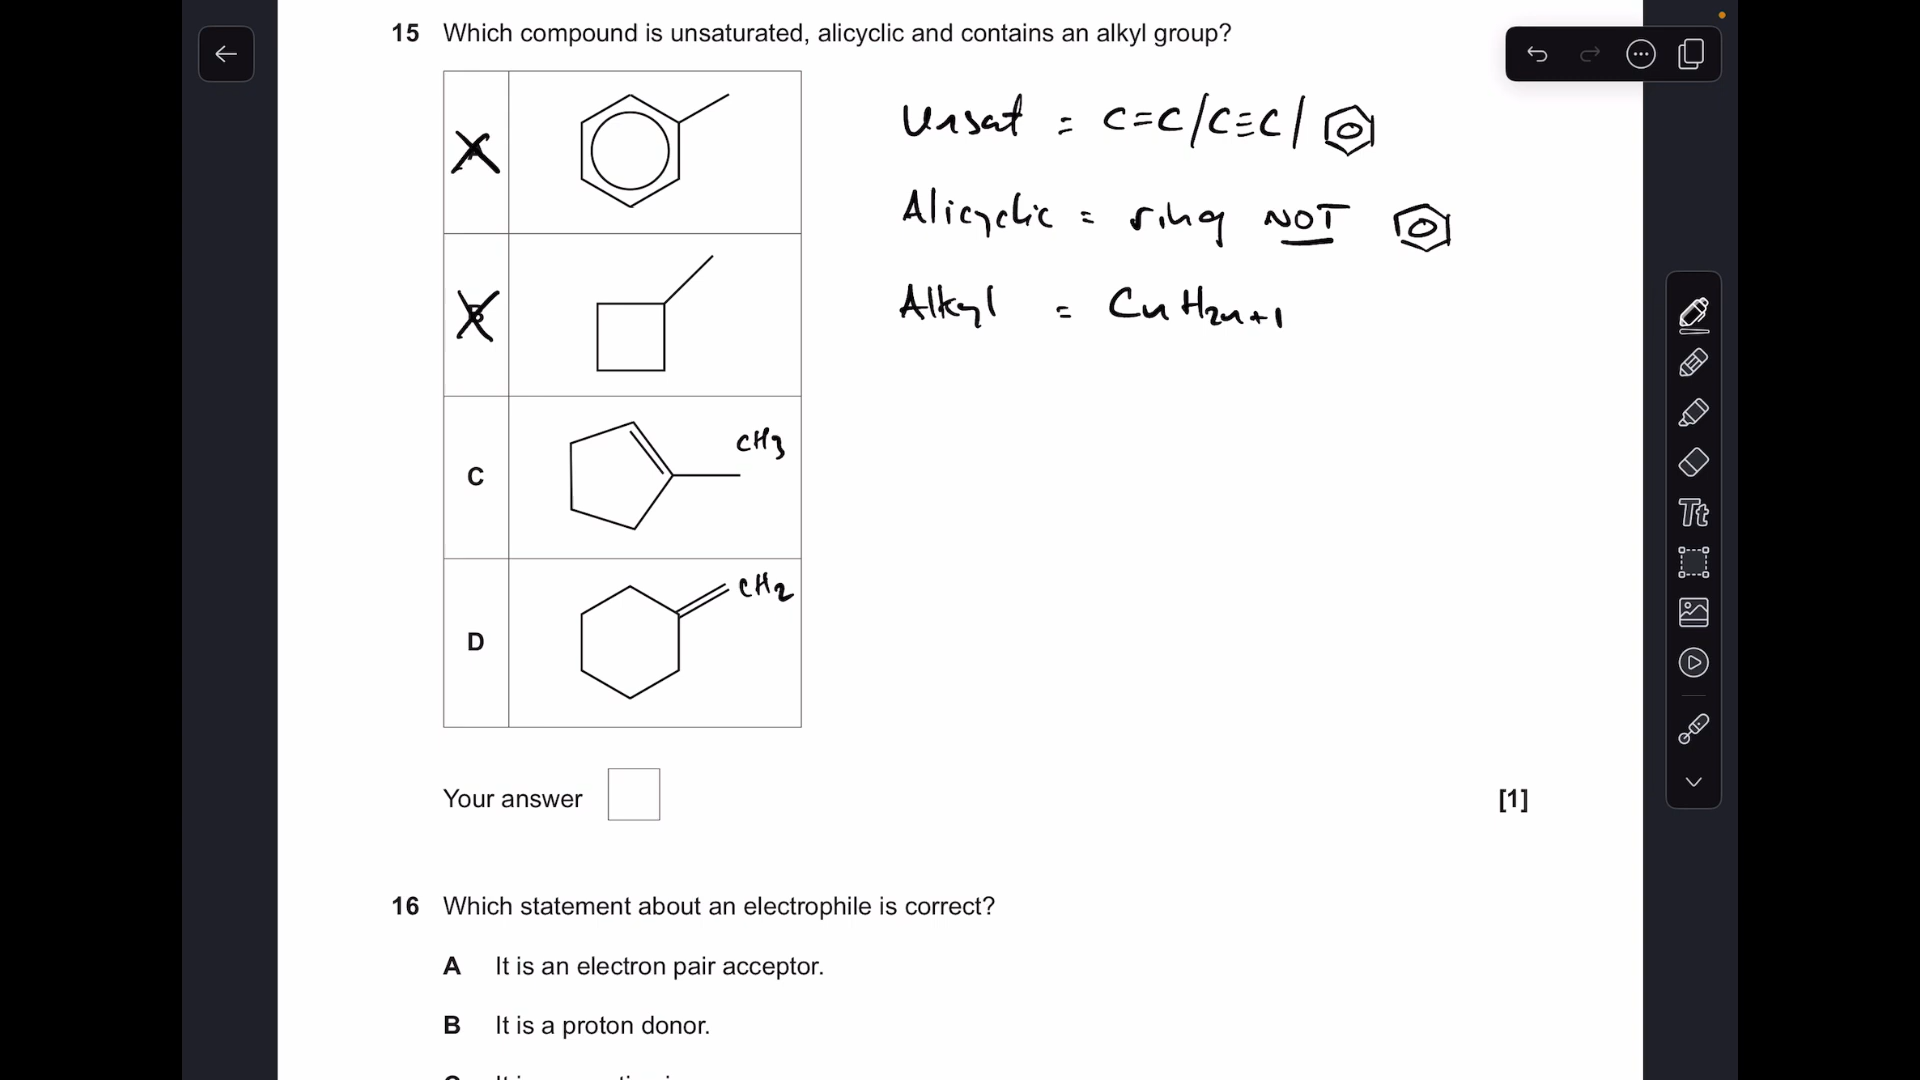 15 Which compound is unsaturated, alicyclic and contains an alkyl group?
Unsat = C=C/C≡C/
Alicyclic = ring NOT
Alkyl = CnH2n+1
A
B
C CH3
D CH2
Your answer [1]
16 Which statement about an electrophile is correct?
A It is an electron pair acceptor.
B It is a proton donor.
Tt